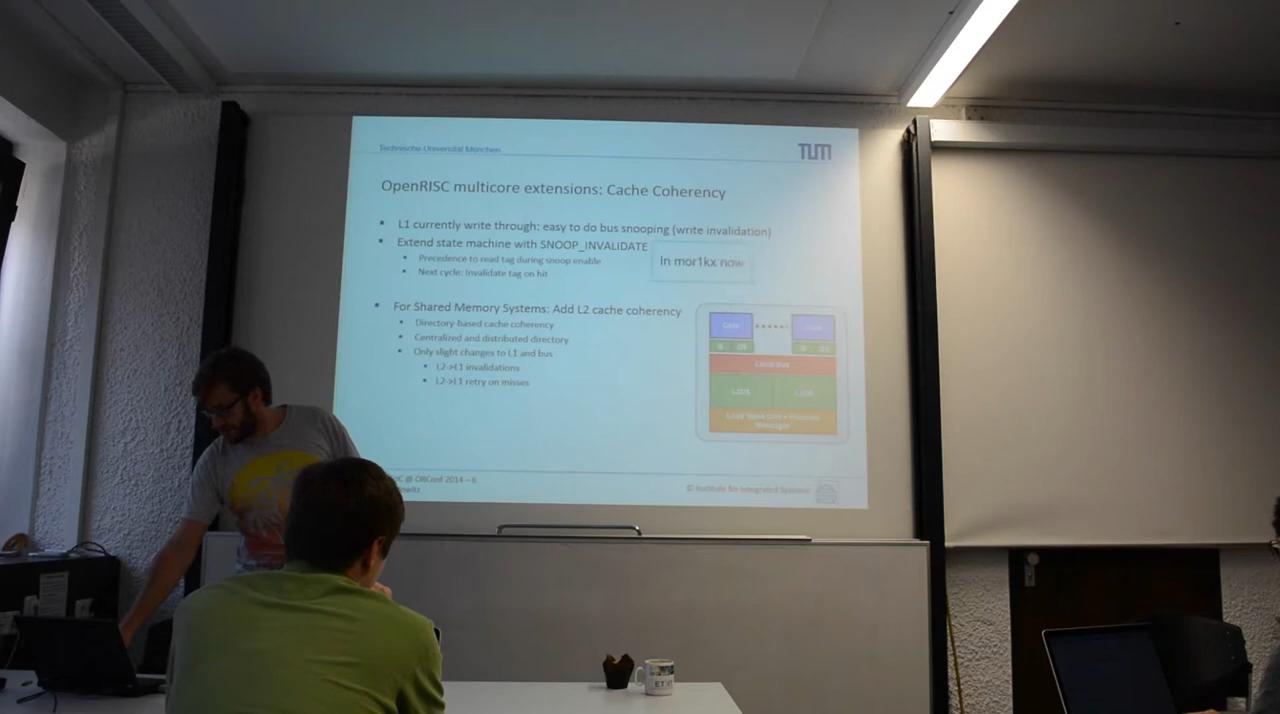 Technische Universität München
TUM
OpenRISC multicore extensions: Cache Coherency
L1 currently write through: easy to do bus snooping (write invalidation)
Extend state machine with SNOOP_INVALIDATE
In mor1kx now
Precedence to read tag during snoop enable
Next cycle: Invalidate tag on hit
For Shared Memory Systems: Add L2 cache coherency
Directory-based cache coherency
Centralized and distributed directory
Only slight changes to L1 and bus
L2->L1 invalidations
L2->L1 retry on misses
Core
Local Bus
@ ORConf 2014 – 6
© Institute for Integrated Systems